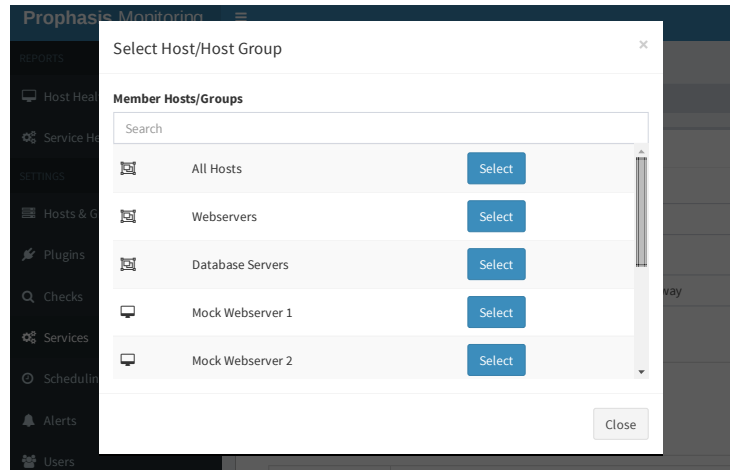 Prophasis Monitoring
REPORTS
Host Heal
Service He
SETTINGS
Hosts & G
Plugins
Checks
Services
Schedulin
Alerts
Users
Select Host/Host Group
×
Member Hosts/Groups
Search
All Hosts Select
Webservers Select
Database Servers Select
Mock Webserver 1 Select
Mock Webserver 2 Select
Close
way